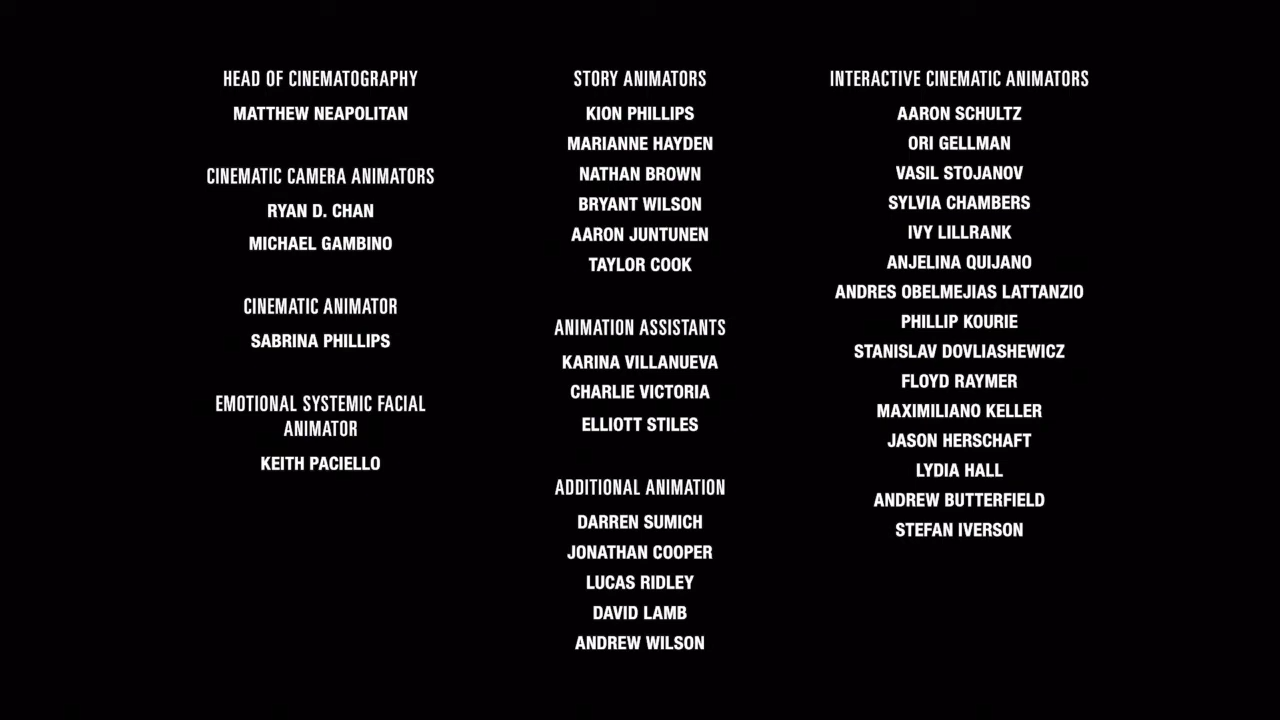 HEAD OF CINEMATOGRAPHY
MATTHEW NEAPOLITAN
CINEMATIC CAMERA ANIMATORS
RYAN D. CHAN
MICHAEL GAMBINO
CINEMATIC ANIMATOR
SABRINA PHILLIPS
EMOTIONAL SYSTEMIC FACIAL
ANIMATOR
KEITH PACIELLO
STORY ANIMATORS
KION PHILLIPS
MARIANNE HAYDEN
NATHAN BROWN
BRYANT WILSON
AARON JUNTUNEN
TAYLOR COOK
ANIMATION ASSISTANTS
KARINA VILLANUEVA
CHARLIE VICTORIA
ELLIOTT STILES
ADDITIONAL ANIMATION
DARREN SUMICH
JONATHAN COOPER
LUCAS RIDLEY
DAVID LAMB
ANDREW WILSON
INTERACTIVE CINEMATIC ANIMATORS
AARON SCHULTZ
ORI GELLMAN
VASIL STOJANOV
SYLVIA CHAMBERS
IVY LILLRANK
ANJELINA QUIJANO
ANDRES OBELMEJIAS LATTANZIO
PHILLIP KOURIE
STANISLAV DOVLIASHEWICZ
FLOYD RAYMER
MAXIMILIANO KELLER
JASON HERSCHAFT
LYDIA HALL
ANDREW BUTTERFIELD
STEFAN IVERSON